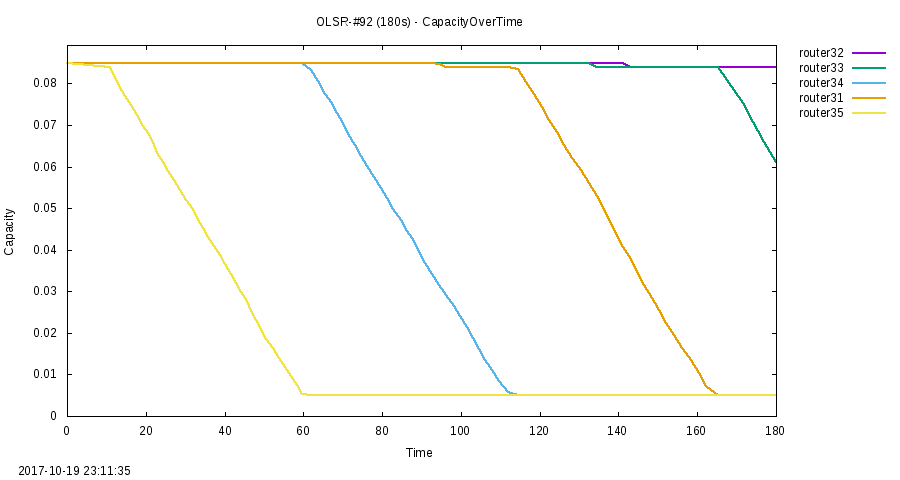 OLSR-#92 (180s) - CapacityOverTime
router32
router33
router34
router31
router35
Capacity
0.08
0.07
0.06
0.05
0.04
0.03
0.02
0.01
0
0 20 40 60 80 100 120 140 160 180
Time
2017-10-19 23:11:35